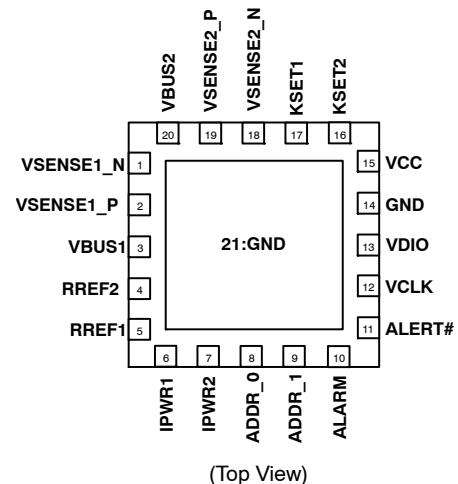 VBUS2
VSENSE2_P
VSENSE2_N
KSET1
KSET2
20
19
18
17
16
VSENSE1_N 1
15 VCC
VSENSE1_P 2
14 GND
VBUS1 3
21:GND
13 VDIO
RREF2 4
12 VCLK
RREF1 5
11 ALERT#
6
7
8
9
10
IPWR1
IPWR2
ADDR_0
ADDR_1
ALARM
(Top View)